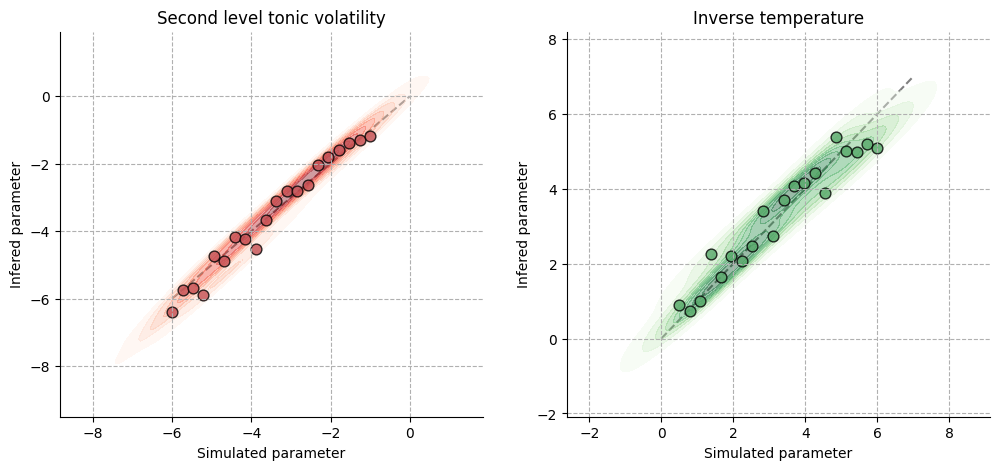 Second level tonic volatility
Infered parameter
0
−2
−4
−6
−8
−8 −6 −4 −2 0
Simulated parameter
Inverse temperature
Infered parameter
8
6
4
2
0
−2
−2 0 2 4 6 8
Simulated parameter